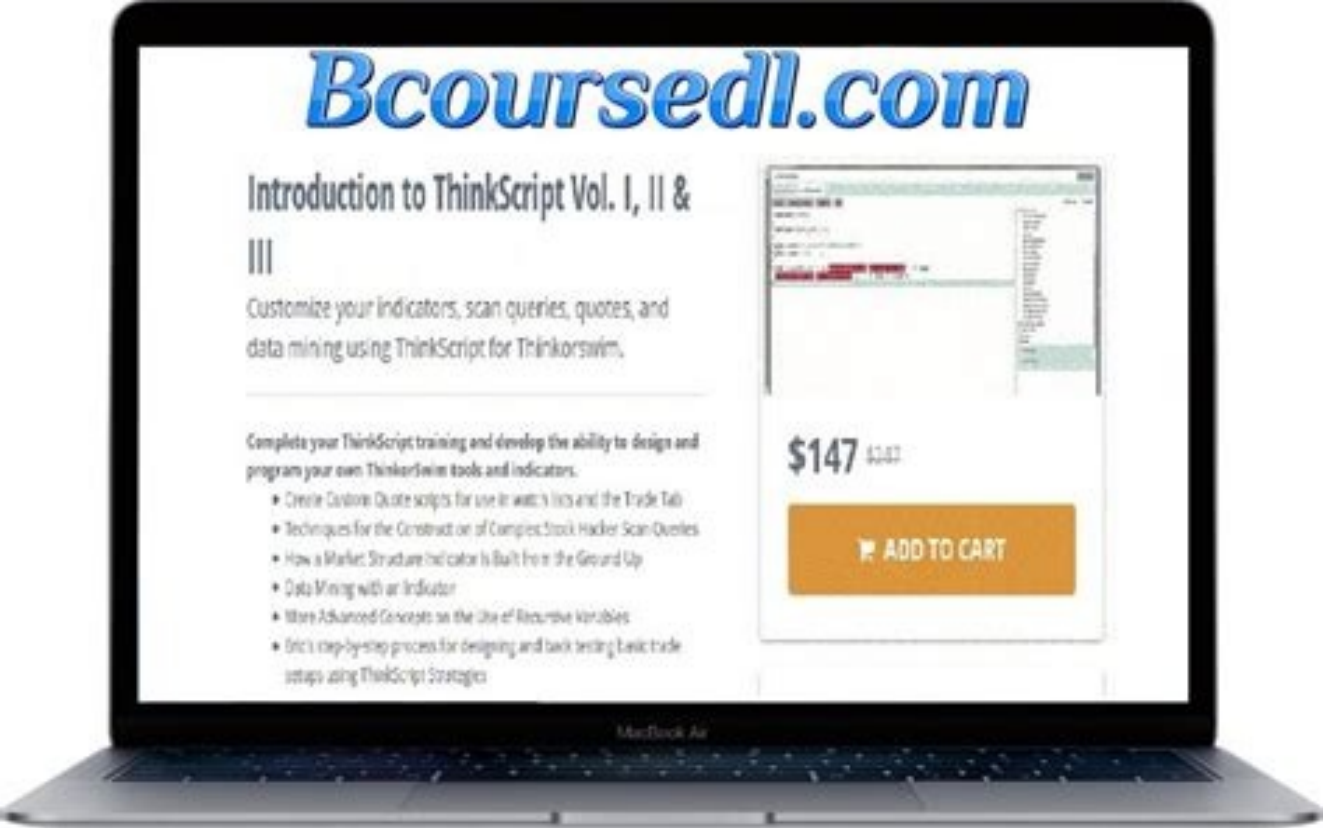 Bcoursedl.com
Introduction to ThinkScript Vol. I, II &
III
Customize your indicators, scan queries, quotes, and
data mining using ThinkScript for Thinkorswim.
Complete your ThinkScript training and develop the ability to design and
program your own ThinkorSwim tools and indicators.
Create Custom Quote scripts for use in watch lists and the Trade Tab
Techniques for the Construction of Complex Stock Hacker Scan Queries
How a Market Structure Indicator is Built from the Ground Up
Data Mining with an Indicator
More Advanced Concepts on the Use of Recursive Variables
Eric's step-by-step process for designing and back testing basic trade
setups using ThinkScript Strategies
$147
ADD TO CART
MacBook Air